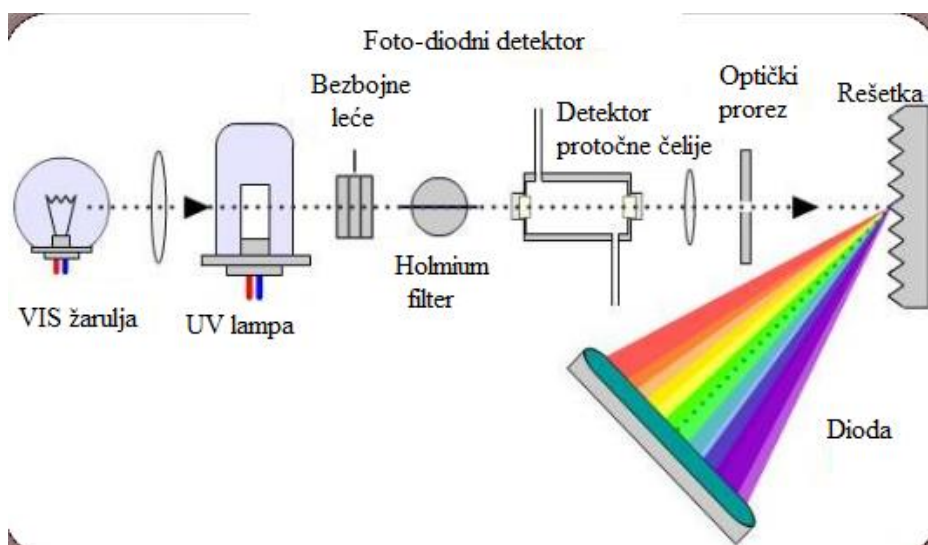 Foto-diodni detektor
Bezbojne
leće
Optički
prorez
Rešetka
Detektor
protočne čelije
Holmium
filter
VIS žarulja
UV lampa
Dioda